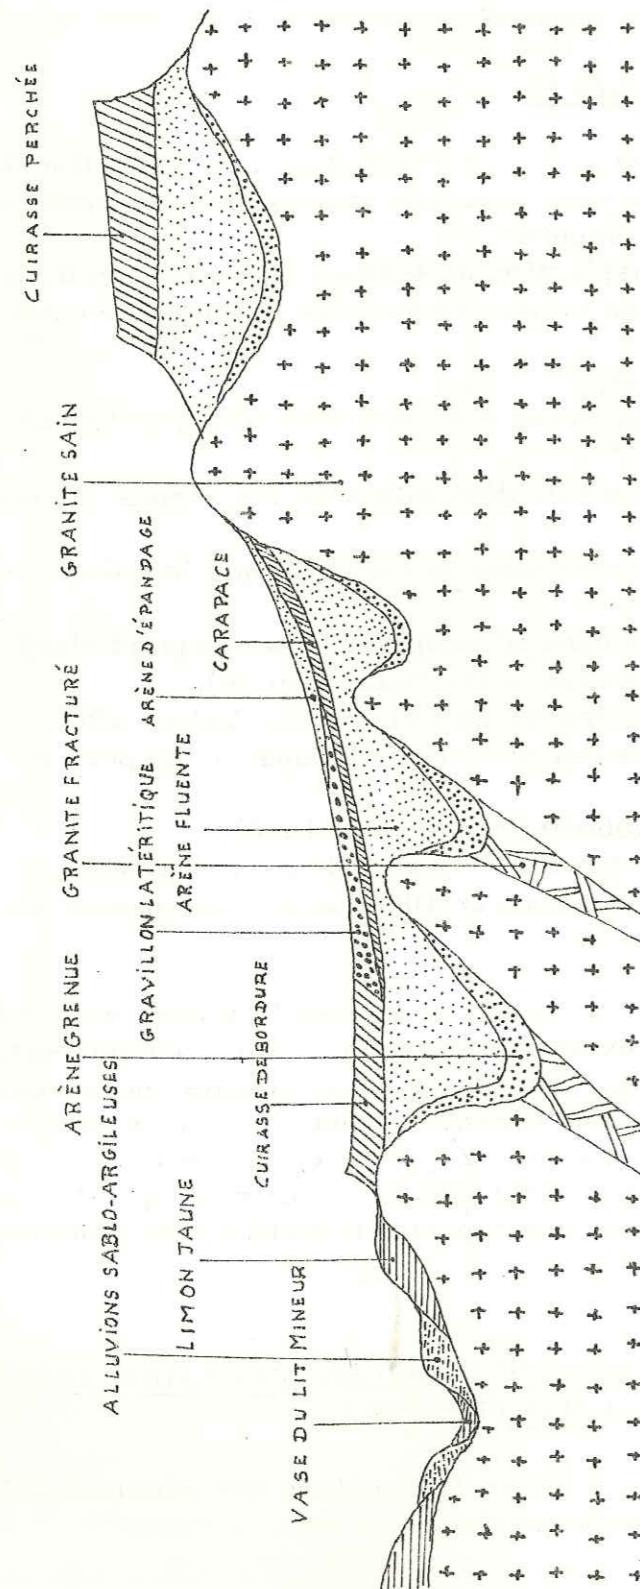 ALLUVIONS SABLO-ARGILEUSES
LIMON JAUNE
VASE DU LIT MINEUR
ARÈNE GRENUE
CUIRASSE DE BORDURE
GRANITE FRACTURÉ
GRAVILLON LATÉRITIQUE
ARÈNE FLUENTE
ARÈNE D'ÉPANDAGE
CARAPACE
GRANITE SAIN
CUIRASSE PERCHÉE